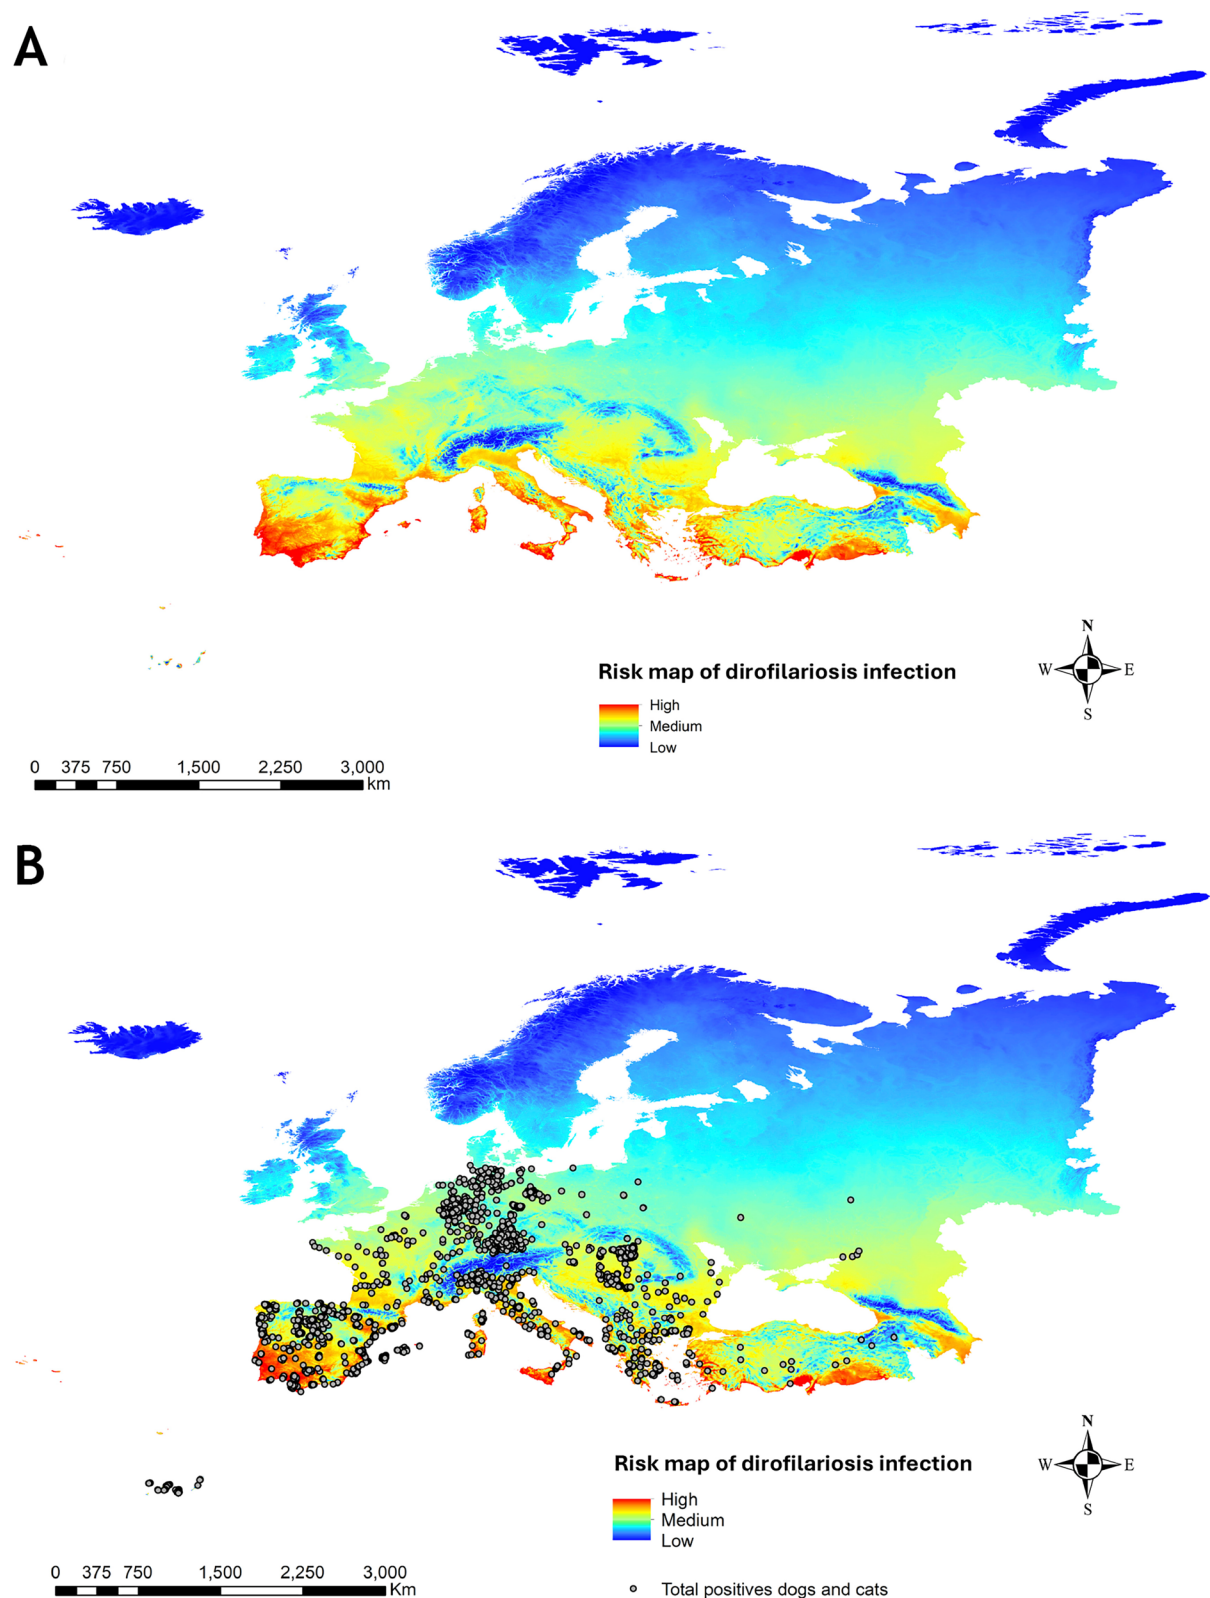 A
N
W E
S
Risk map of dirofilariosis infection
High
Medium
Low
0 375 750 1,500 2,250 3,000
km
B
N
W E
S
Risk map of dirofilariosis infection
High
Medium
Low
0 375 750 1,500 2,250 3,000
Km
Total positives dogs and cats